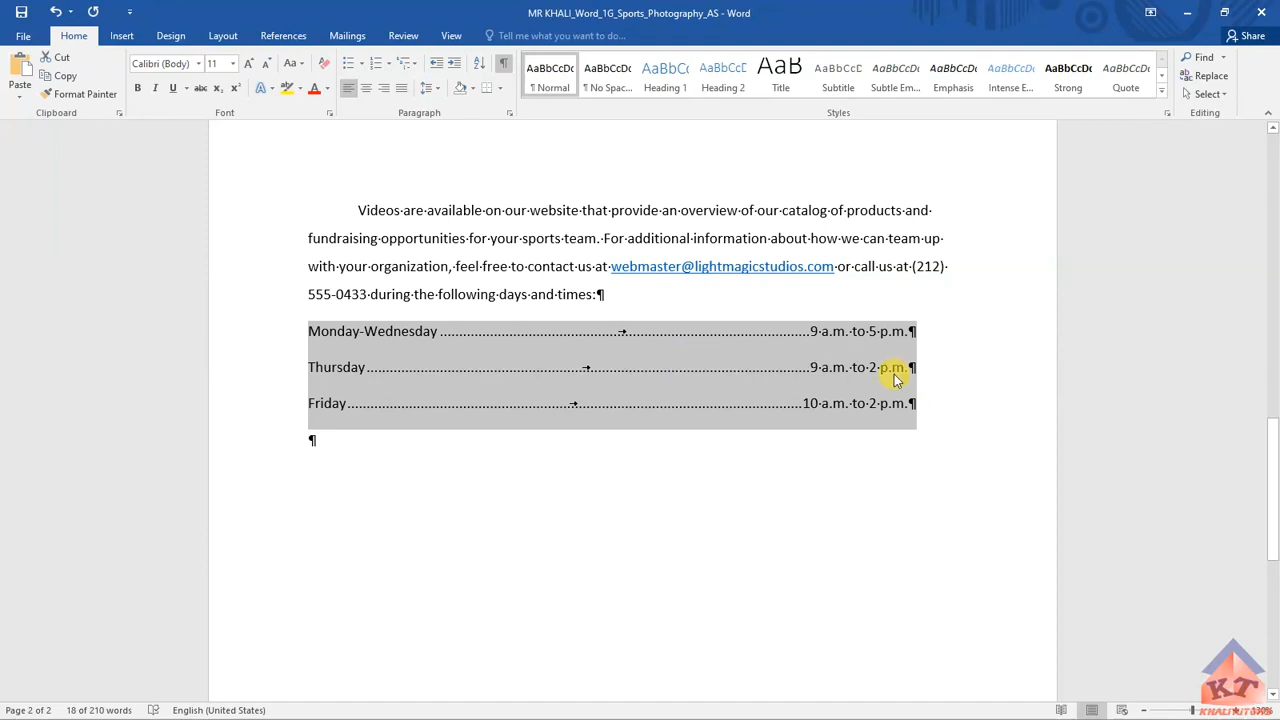 MR KHALI_Word_1G_Sports_Photography_AS - Word
File Home Insert Design Layout References Mailings Review View Tell me what you want to do... Share
Paste Cut Copy Format Painter
Calibri (Body) 11 Aa
B I U abc X₂ X² A A
AaBbCcDc AaBbCcDc AaBbCc AaBbCcC AaB AaBbCcC AaBbCcDc AaBbCcDc AaBbCcDc AaBbCcDc AaBbCcDc
¶ Normal ¶ No Spac... Heading 1 Heading 2 Title Subtitle Subtle Em... Emphasis Intense E... Strong Quote
Find Replace Select
Clipboard Font Paragraph Styles Editing
Videos·are·available·on·our·website·that·provide·an·overview·of·our·catalog·of·products·and·
fundraising·opportunities·for·your·sports·team.·For·additional·information·about·how·we·can·team·up·
with·your·organization,·feel·free·to·contact·us·at·webmaster@lightmagicstudios.com·or·call·us·at·(212)·
555-0433·during·the·following·days·and·times:¶
Monday-Wednesday ........→........9·a.m.·to·5·p.m.¶
Thursday ........→........9·a.m.·to·2·p.m.¶
Friday ........→........10·a.m.·to·2·p.m.¶
¶
KT
Page 2 of 2 18 of 210 words English (United States)